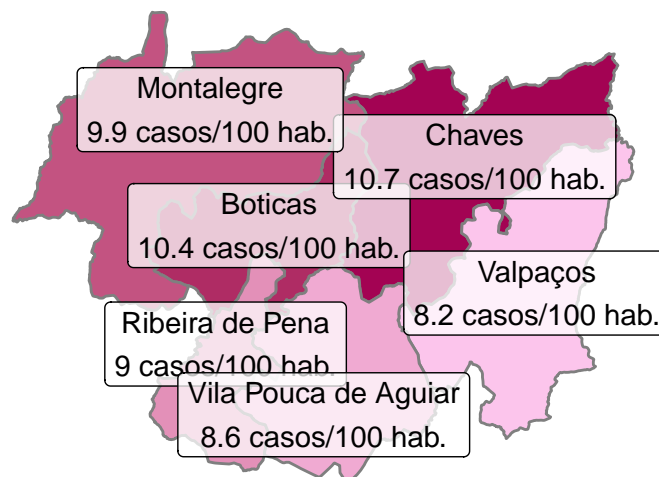 Montalegre
9.9 casos/100 hab.
Chaves
10.7 casos/100 hab.
Boticas
10.4 casos/100 hab.
Valpaços
8.2 casos/100 hab.
Ribeira de Pena
9 casos/100 hab.
Vila Pouca de Aguiar
8.6 casos/100 hab.